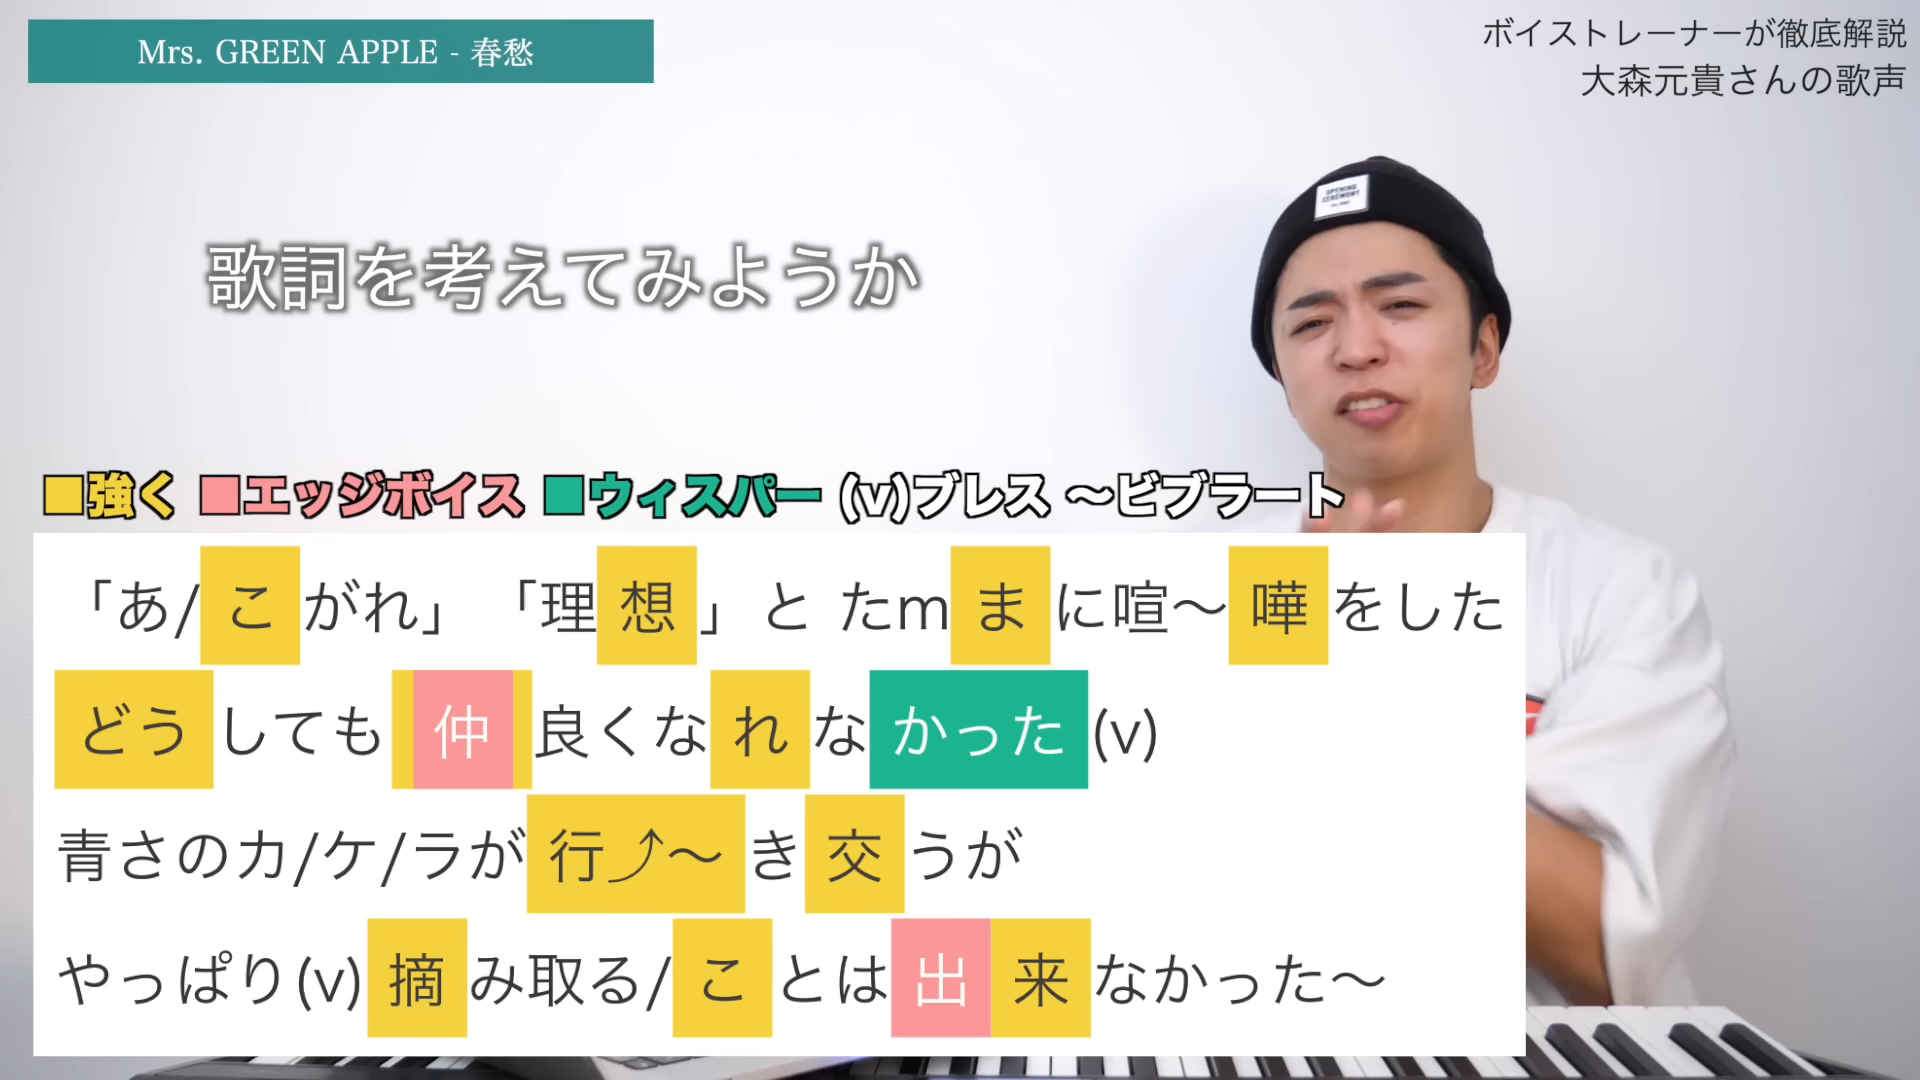 Mrs. GREEN APPLE - 春愁
ボイストレーナーが徹底解説
大森元貴さんの歌声
OPENING
CEREMONY
歌詞を考えてみようか
■強く ■エッジボイス ■ウィスパー (v)ブレス 〜ビブラート
「あ/こがれ」「理想」と たmまに喧〜嘩をした
どうしても仲良くなれなかった(v)
青さのカ/ケ/ラが行⤴〜き交うが
やっぱり(v)摘み取る/ことは出来なかった〜